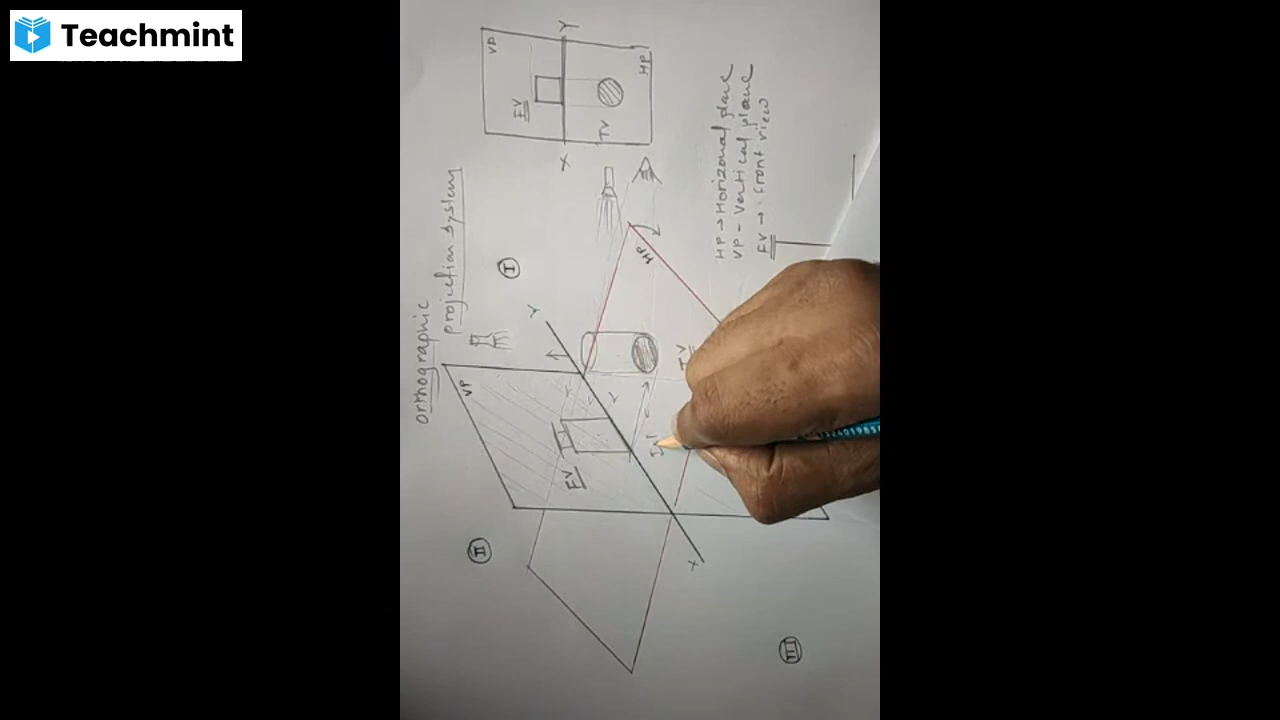 Teachmint
orthographic
projection system
VP
FV
X
Y
TV
HP
HP → Horizonal plane
VP - Vertical plane
FV → Front view
I
II
III
VP
FV
HP
TV
X
Y